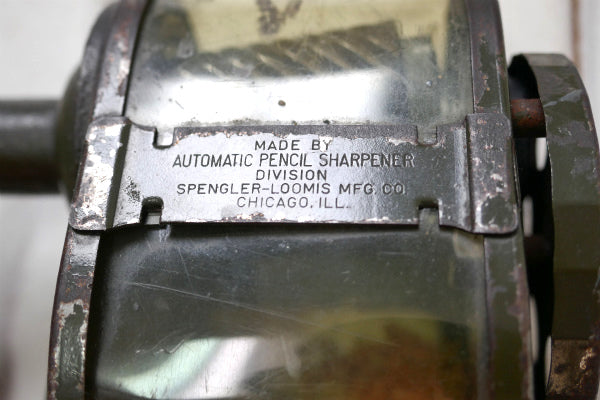 MADE BY
AUTOMATIC PENCIL SHARPENER
DIVISION
SPENGLER-LOOMIS MFG. CO.
CHICAGO, ILL.